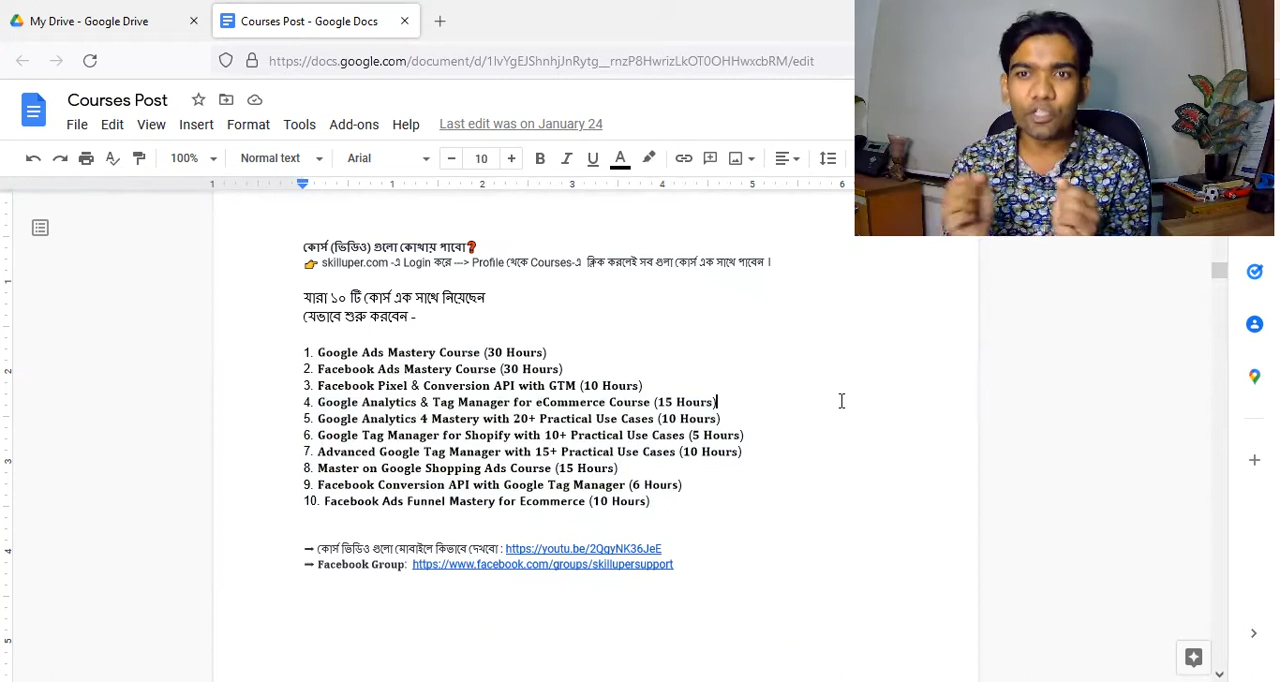 My Drive - Google Drive
Courses Post - Google Docs
https://docs.google.com/document/d/1IvYgEJShnhjJnRytg__rnzP8HwrizLkOT0OHHwxcbRM/edit
Courses Post
File Edit View Insert Format Tools Add-ons Help Last edit was on January 24
100% Normal text Arial 10 B I U A
1 1 2 3 4 5 6
কোর্স (ভিডিও) গুলো কোথায় পাবো❓
👉 skilluper.com -এ Login করে ---> Profile থেকে Courses-এ ক্লিক করলেই সব গুলা কোর্স এক সাথে পাবেন।
যারা ১০ টি কোর্স এক সাথে নিয়েছেন
যেভাবে শুরু করবেন -
1. Google Ads Mastery Course (30 Hours)
2. Facebook Ads Mastery Course (30 Hours)
3. Facebook Pixel & Conversion API with GTM (10 Hours)
4. Google Analytics & Tag Manager for eCommerce Course (15 Hours)
5. Google Analytics 4 Mastery with 20+ Practical Use Cases (10 Hours)
6. Google Tag Manager for Shopify with 10+ Practical Use Cases (5 Hours)
7. Advanced Google Tag Manager with 15+ Practical Use Cases (10 Hours)
8. Master on Google Shopping Ads Course (15 Hours)
9. Facebook Conversion API with Google Tag Manager (6 Hours)
10. Facebook Ads Funnel Mastery for Ecommerce (10 Hours)
→ কোর্স ভিডিও গুলো মোবাইলে কিভাবে দেখবো : https://youtu.be/2QgyNK36JeE
→ Facebook Group: https://www.facebook.com/groups/skillupersupport